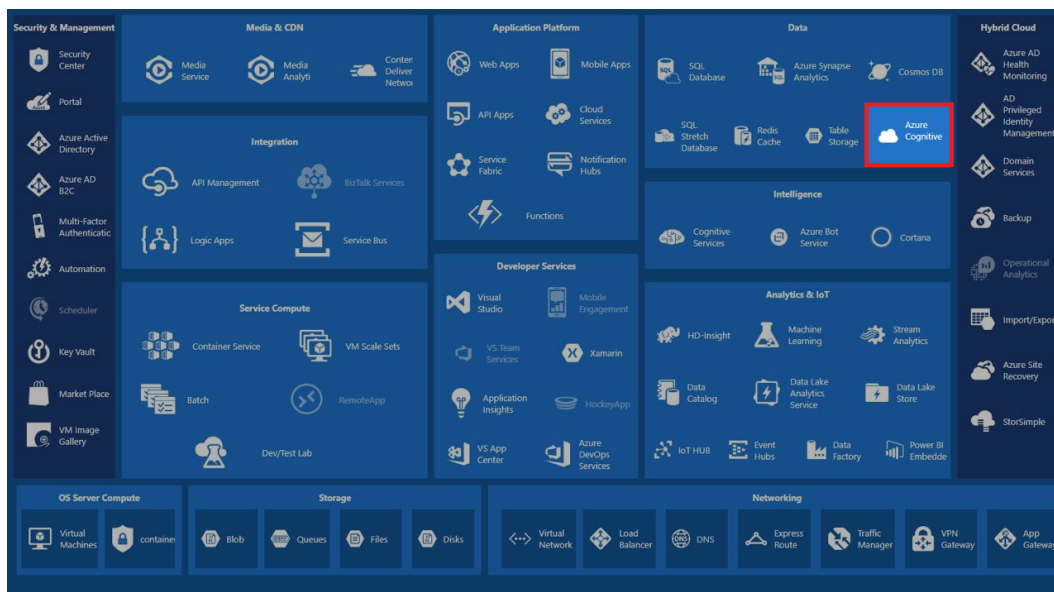 Security & Management
Security
Center
Portal
Azure Active
Directory
Azure AD
B2C
Multi-Factor
Authenticatic
Automation
Scheduler
Key Vault
Market Place
VM Image
Gallery
Media & CDN
Media
Service
Media
Analyti
Conten
Deliver
Networ
Integration
API Management
BizTalk Services
Logic Apps
Service Bus
Service Compute
Container Service
VM Scale Sets
Batch
RemoteApp
Dev/Test Lab
Application Platform
Web Apps
Mobile Apps
API Apps
Cloud
Services
Service
Fabric
Notification
Hubs
Functions
Developer Services
Visual
Studio
Mobile
Engagement
VS Team
Services
Xamarin
Application
Insights
HockeyApp
VS App
Center
Azure
DevOps
Services
Data
SQL
SQL
Database
SQL
Azure Synapse
Analytics
Cosmos DB
SQL
Stretch
Database
Redis
Cache
Table
Storage
Azure
Cognitive
Intelligence
Cognitive
Services
Azure Bot
Service
Cortana
Analytics & IoT
HD-Insight
Machine
Learning
Stream
Analytics
Data
Catalog
Data Lake
Analytics
Service
Data Lake
Store
IoT HUB
Event
Hubs
Data
Factory
Power BI
Embedde
Hybrid Cloud
Azure AD
Health
Monitoring
AD
Privileged
Identity
Management
Domain
Services
Backup
Operational
Analytics
Import/Expor
Azure Site
Recovery
StorSimple
OS Server Compute
Virtual
Machines
container
Storage
Blob
Queues
Files
Disks
Networking
Virtual
Network
Load
Balancer
DNS
DNS
Express
Route
Traffic
Manager
VPN
Gateway
App
Gateway